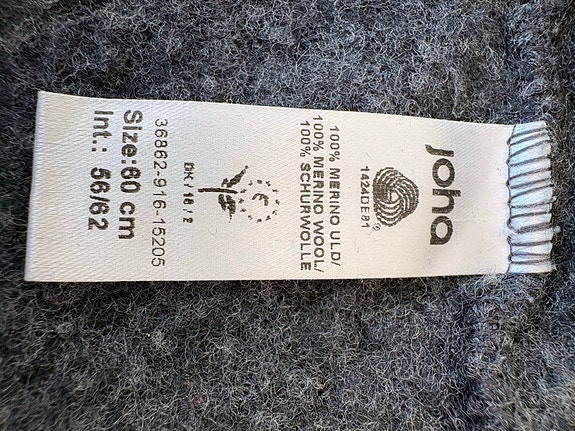 joha
1424DE81
100% MERINO ULD/
100% MERINO WOOL/
100% SCHURWOLLE
DK / 16 / 2
36862-916-15205
Size:60 cm
Int.: 56/62